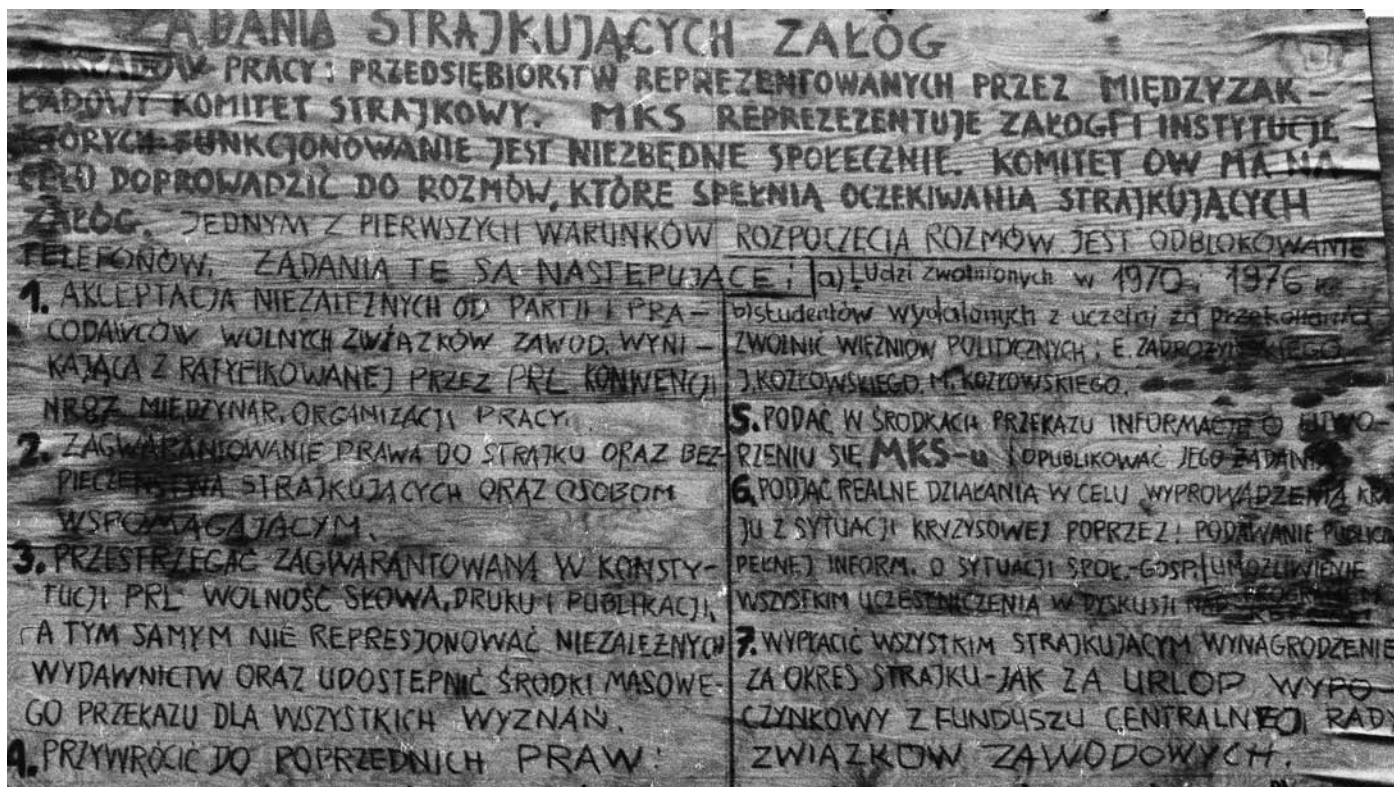 ŻĄDANIA STRAJKUJĄCYCH ZAŁÓG
ZAKŁADÓW PRACY I PRZEDSIĘBIORSTW REPREZENTOWANYCH PRZEZ MIĘDZYZAK-
ŁADOWY KOMITET STRAJKOWY. MKS REPREZEZENTUJE ZAŁOGI I INSTYTUCJE
KTÓRYCH FUNKCJONOWANIE JEST NIEZBĘDNE SPOŁECZNIE. KOMITET ÓW MA NA
CELU DOPROWADZIĆ DO ROZMÓW, KTÓRE SPEŁNIĄ OCZEKIWANIA STRAJKUJĄCYCH
ZAŁÓG. JEDNYM Z PIERWSZYCH WARUNKÓW ROZPOCZĘCIA ROZMÓW JEST ODBLOKOWANIE
TELEFONÓW. ŻĄDANIA TE SĄ NASTĘPUJĄCE:
1. AKCEPTACJA NIEZALEŻNYCH OD PARTII I PRA-
CODAWCÓW WOLNYCH ZWIĄZKÓW ZAWOD. WYNI-
KAJĄCA Z RATYFIKOWANEJ PRZEZ PRL KONWENCJI
NR 87 MIĘDZYNAR. ORGANIZACJI PRACY.
2. ZAGWARANTOWANIE PRAWA DO STRAJKU ORAZ BEZ-
PIECZEŃSTWA STRAJKUJĄCYCH ORAZ OSOBOM
WSPOMAGAJĄCYM.
3. PRZESTRZEGAĆ ZAGWARANTOWANĄ W KONSTY-
TUCJI PRL WOLNOŚĆ SŁOWA, DRUKU I PUBLIKACJI,
A TYM SAMYM NIE REPRESJONOWAĆ NIEZALEŻNYCH
WYDAWNICTW ORAZ UDOSTĘPNIĆ ŚRODKI MASOWE-
GO PRZEKAZU DLA WSZYSTKICH WYZNAŃ.
4. PRZYWRÓCIĆ DO POPRZEDNICH PRAW:
a) Ludzi zwolnionych w 1970 i 1976 r.
b) studentów wydalonych z uczelni za przekonania
ZWOLNIĆ WIĘŹNIÓW POLITYCZNYCH: E. ZADROŻYŃSKIEGO,
J. KOZŁOWSKIEGO, M. KOZŁOWSKIEGO.
5. PODAĆ W ŚRODKACH PRZEKAZU INFORMACJĘ O UTWO-
RZENIU SIĘ MKS-u I OPUBLIKOWAĆ JEGO ŻĄDANIA
6. PODJĄĆ REALNE DZIAŁANIA W CELU WYPROWADZENIA KRA
JU Z SYTUACJI KRYZYSOWEJ POPRZEZ: PODAWANIE PUBLICZ
PEŁNEJ INFORM. O SYTUACJI SPOŁ.-GOSP. I UMOŻLIWIENIE
WSZYSTKIM UCZESTNICZENIA W DYSKUSJI NAD
7. WYPŁACIĆ WSZYSTKIM STRAJKUJĄCYM WYNAGRODZENIE
ZA OKRES STRAJKU-JAK ZA URLOP WYPO
CZYNKOWY Z FUNDUSZU CENTRALNEJ RADY
ZWIĄZKÓW ZAWODOWYCH.